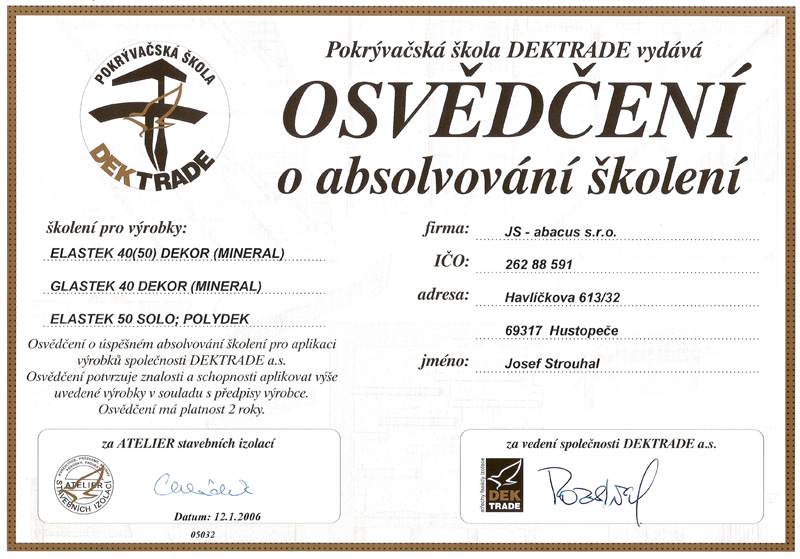 POKRÝVAČSKÁ ŠKOLA
DEKTRADE
Pokrývačská škola DEKTRADE vydává
OSVĚDČENÍ
o absolvování školení
školení pro výrobky:
ELASTEK 40(50) DEKOR (MINERAL)
GLASTEK 40 DEKOR (MINERAL)
ELASTEK 50 SOLO; POLYDEK
Osvědčení o úspěšném absolvování školení pro aplikaci
výrobků společnosti DEKTRADE a.s.
Osvědčení potvrzuje znalosti a schopnosti aplikovat výše
uvedené výrobky v souladu s předpisy výrobce.
Osvědčení má platnost 2 roky.
firma: JS - abacus s.r.o.
IČO: 262 88 591
adresa: Havlíčkova 613/32
69317 Hustopeče
jméno: Josef Strouhal
za ATELIER stavebních izolací
ATELIER
STAVEBNÍCH IZOLACÍ
Datum: 12.1.2006
05032
za vedení společnosti DEKTRADE a.s.
střechy fasády izolace
DEK
TRADE